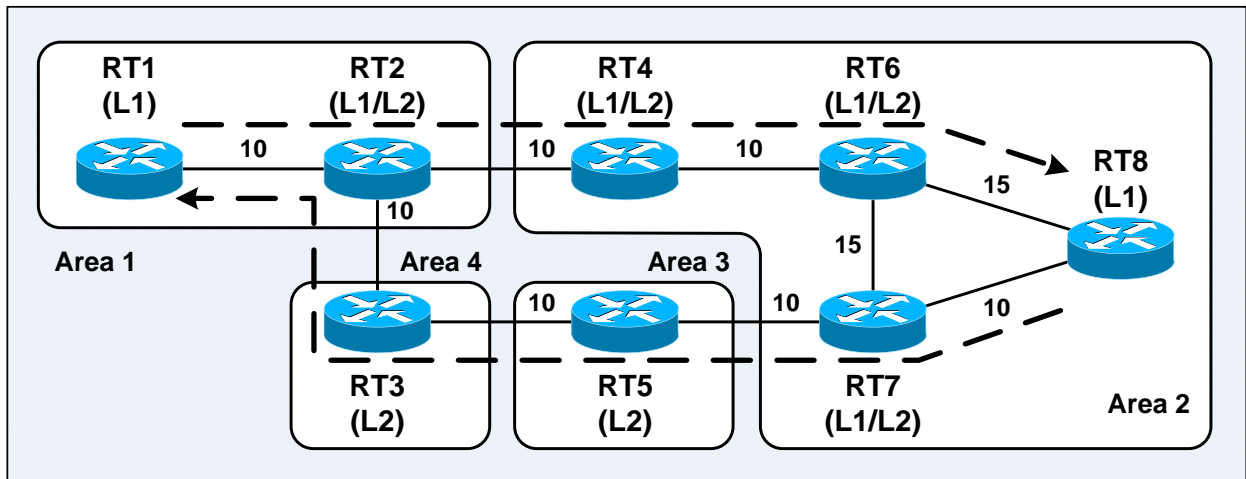 RT1
(L1)
RT2
(L1/L2)
RT4
(L1/L2)
RT6
(L1/L2)
RT8
(L1)
10
10
10
15
10
15
Area 1
Area 4
Area 3
10
10
10
RT3
(L2)
RT5
(L2)
RT7
(L1/L2)
Area 2